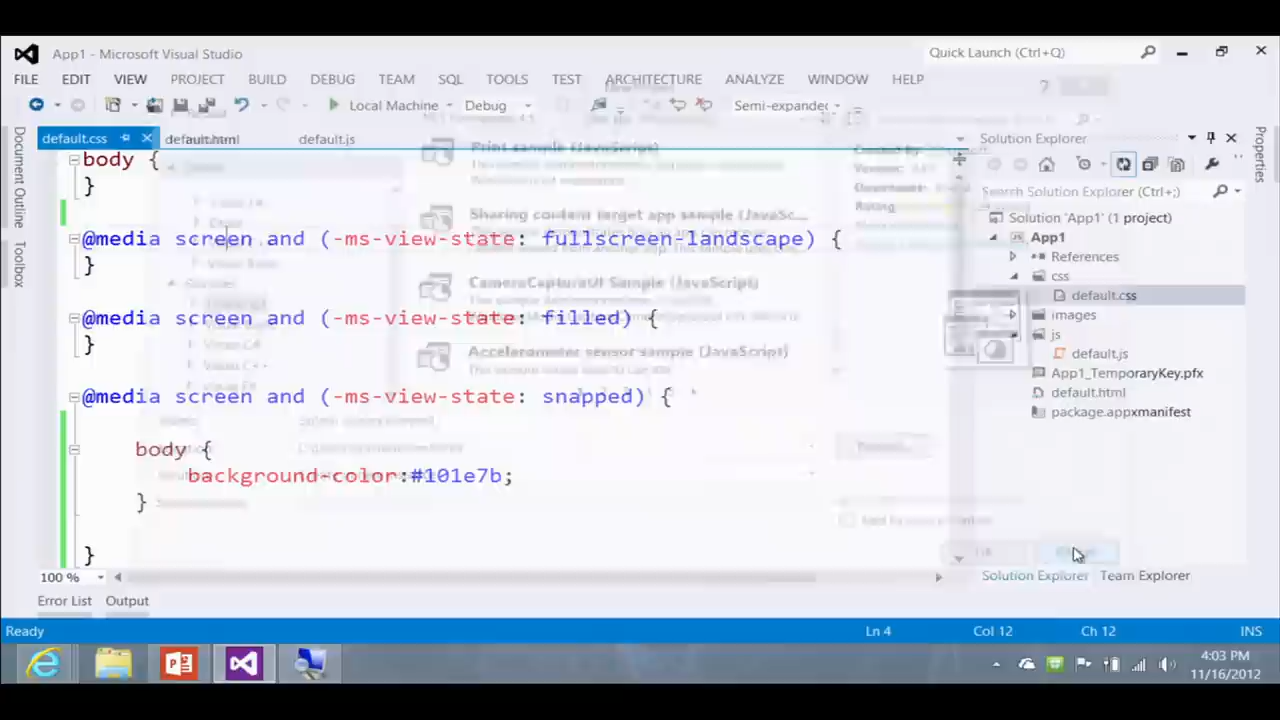 App1 - Microsoft Visual Studio
Quick Launch (Ctrl+Q)
FILE EDIT VIEW PROJECT BUILD DEBUG TEAM SQL TOOLS TEST ARCHITECTURE ANALYZE WINDOW HELP
Local Machine Debug Semi-expanded
default.css default.html default.js
Solution Explorer
Document Outline
Toolbox
Properties
body {
}
@media screen and (-ms-view-state: fullscreen-landscape) {
}
@media screen and (-ms-view-state: filled) {
}
@media screen and (-ms-view-state: snapped) {
body {
background-color:#101e7b;
}
}
Print sample (JavaScript)
Sharing content target app sample (JavaSc...
CameraCaptureUI Sample (JavaScript)
Accelerometer sensor sample (JavaScript)
Search Solution Explorer (Ctrl+;)
Solution 'App1' (1 project)
App1
References
css
default.css
images
js
default.js
App1_TemporaryKey.pfx
default.html
package.appxmanifest
100 %
Solution Explorer Team Explorer
Error List Output
Ready Ln 4 Col 12 Ch 12 INS
4:03 PM
11/16/2012